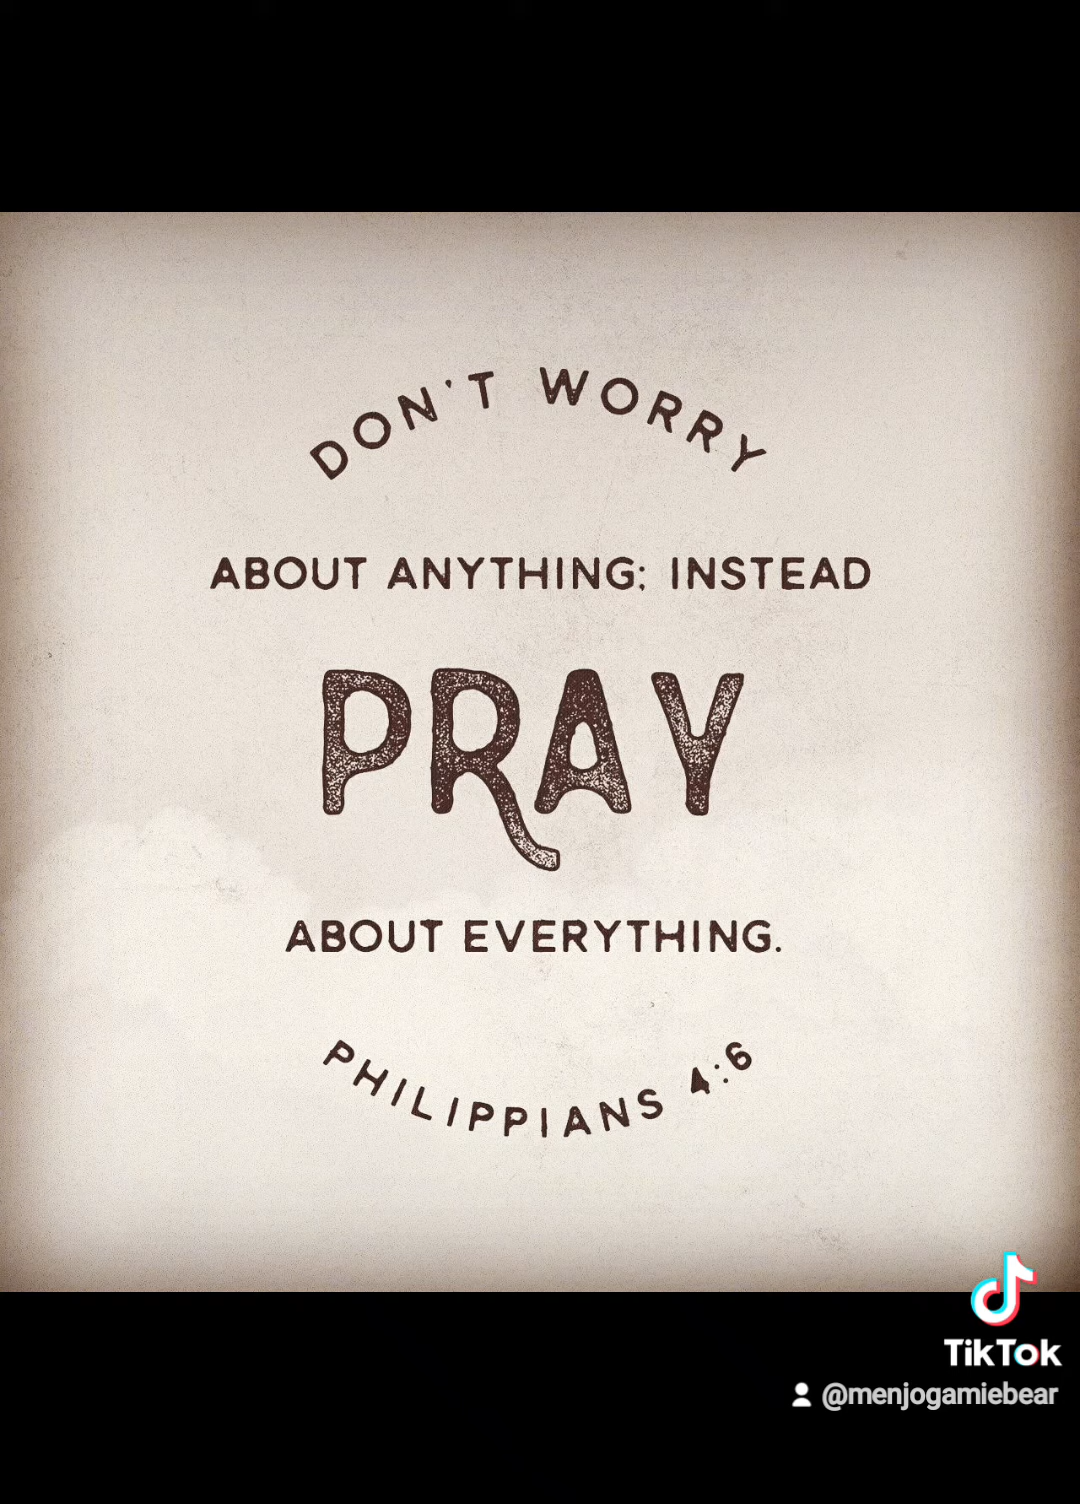 DON'T WORRY
ABOUT ANYTHING; INSTEAD
PRAY
ABOUT EVERYTHING.
PHILIPPIANS 4:6
TikTok
@menjogamiebear